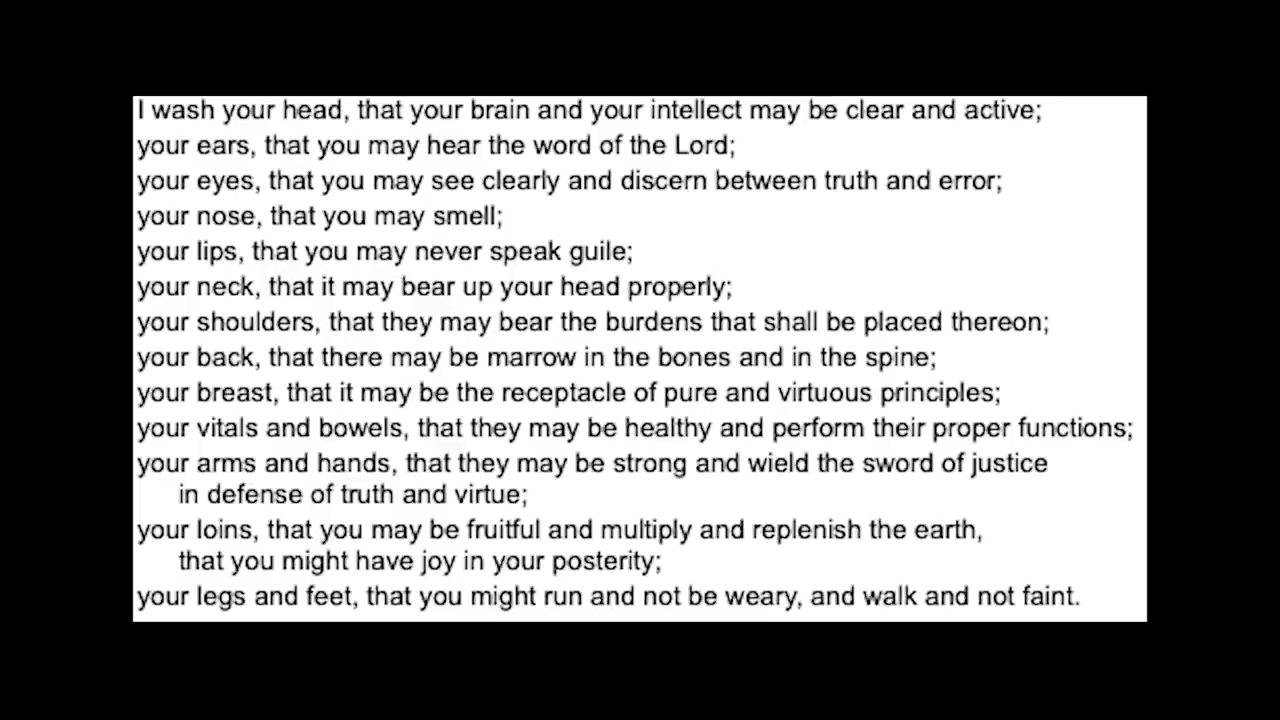 I wash your head, that your brain and your intellect may be clear and active;
your ears, that you may hear the word of the Lord;
your eyes, that you may see clearly and discern between truth and error;
your nose, that you may smell;
your lips, that you may never speak guile;
your neck, that it may bear up your head properly;
your shoulders, that they may bear the burdens that shall be placed thereon;
your back, that there may be marrow in the bones and in the spine;
your breast, that it may be the receptacle of pure and virtuous principles;
your vitals and bowels, that they may be healthy and perform their proper functions;
your arms and hands, that they may be strong and wield the sword of justice
in defense of truth and virtue;
your loins, that you may be fruitful and multiply and replenish the earth,
that you might have joy in your posterity;
your legs and feet, that you might run and not be weary, and walk and not faint.